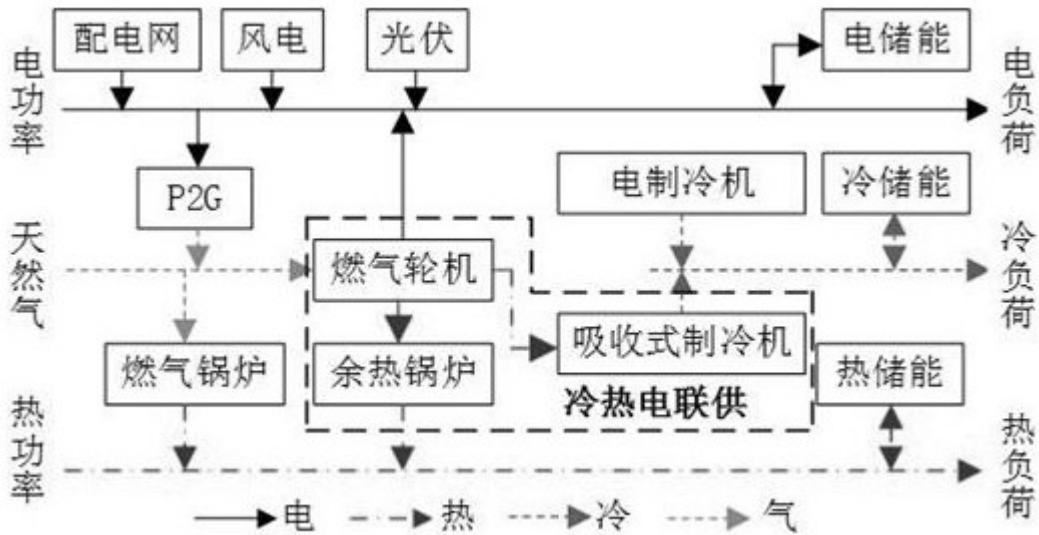 配电网
风电
光伏
电储能
电功率
电负荷
P2G
电制冷机
冷储能
天然气
燃气轮机
冷负荷
燃气锅炉
余热锅炉
吸收式制冷机
热储能
冷热电联供
热功率
热负荷
电
热
冷
气